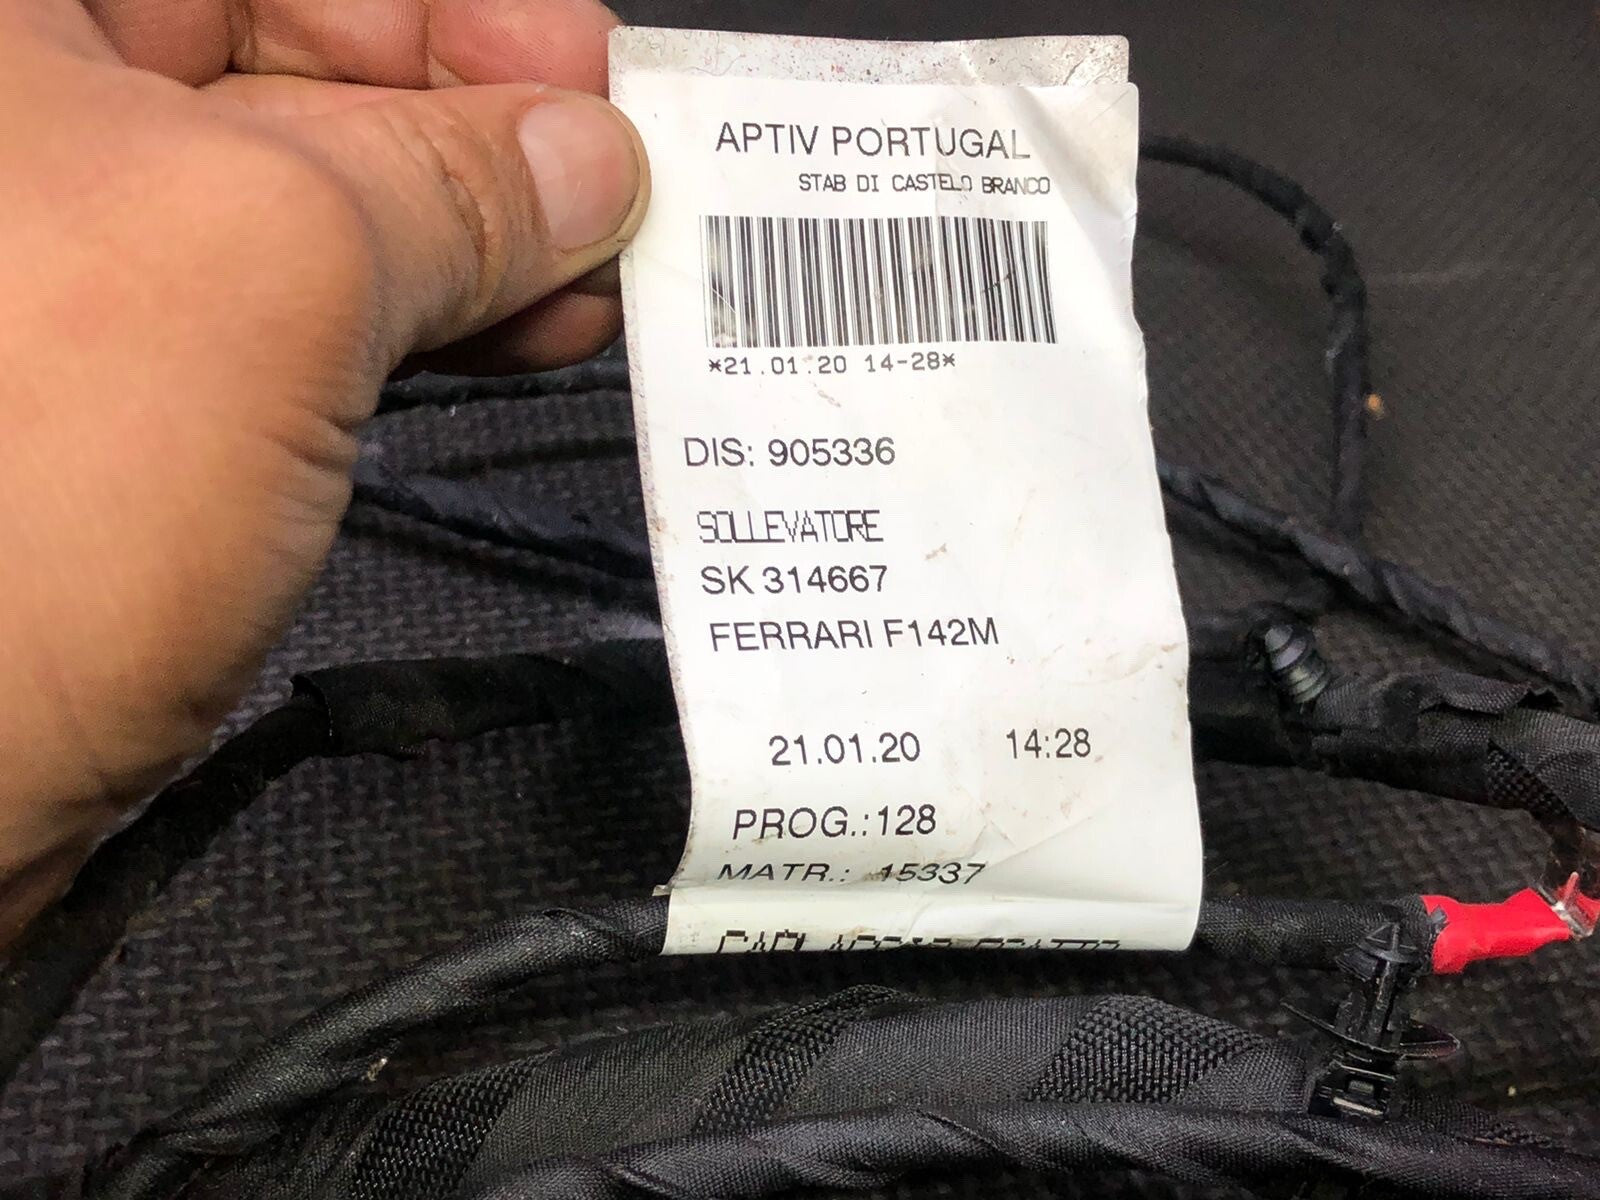 APTIV PORTUGAL
STAB DI CASTELO BRANCO
*21.01.20 14-28*
DIS: 905336
SOLLEVATORE
SK 314667
FERRARI F142M
21.01.20 14:28
PROG.:128
MATR.: 15337